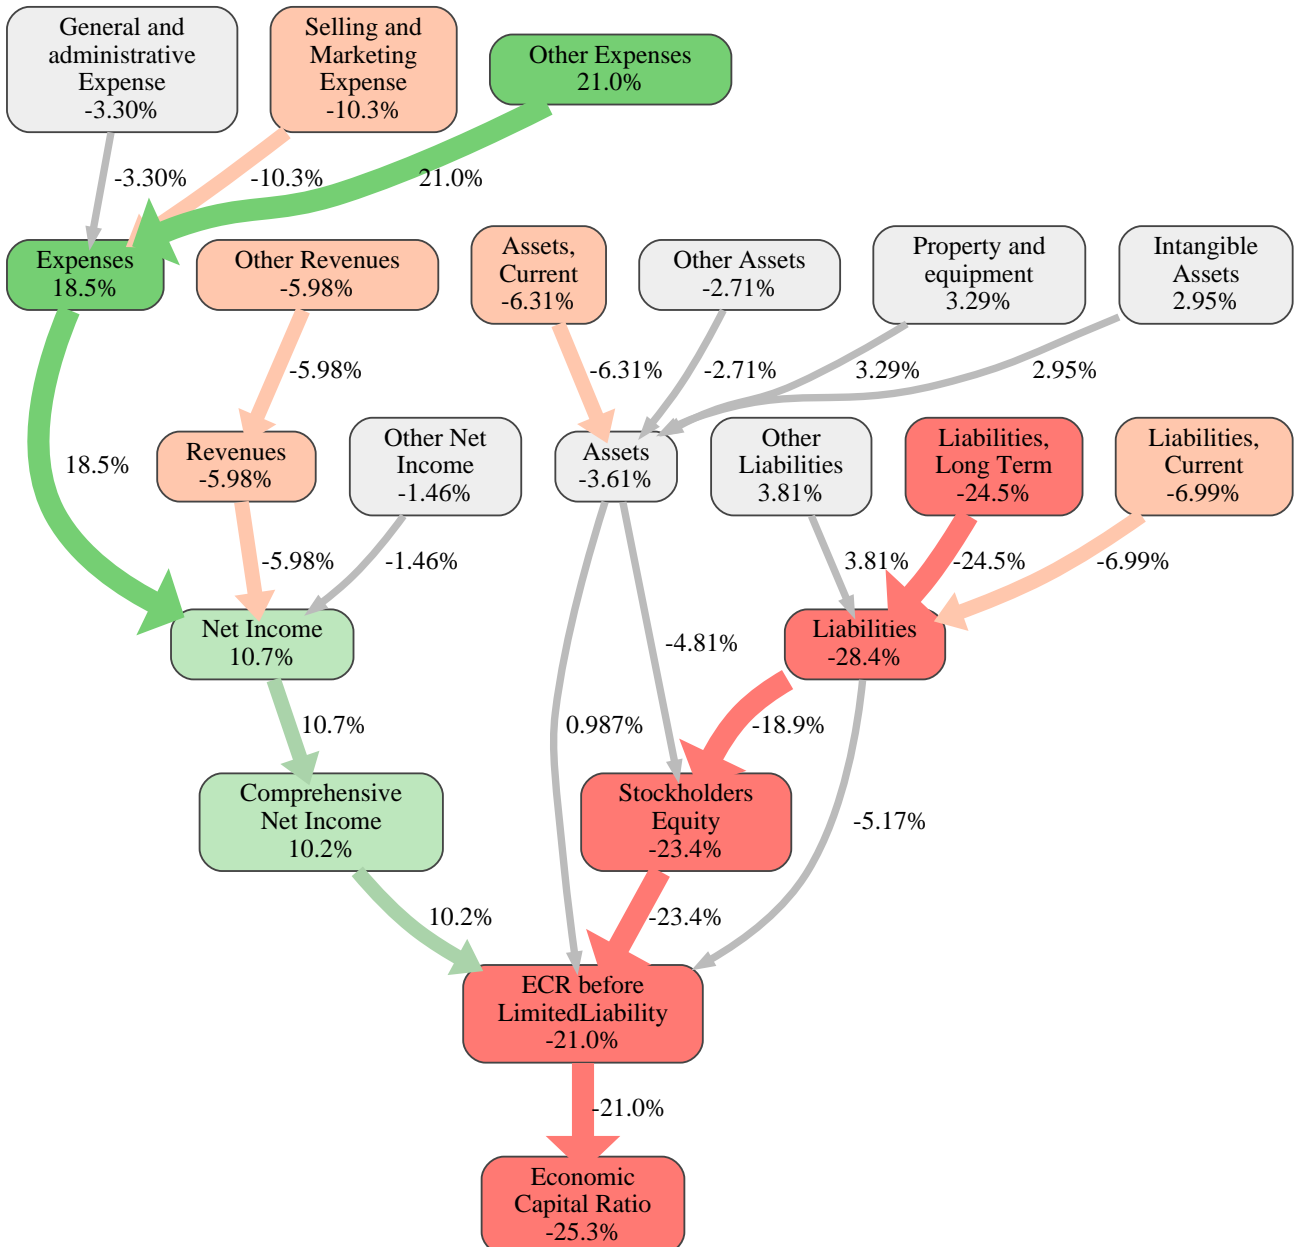 General and
administrative
Expense
-3.30%
Selling and
Marketing
Expense
-10.3%
Other Expenses
21.0%
-3.30%
-10.3%
21.0%
Expenses
18.5%
Other Revenues
-5.98%
Assets,
Current
-6.31%
Other Assets
-2.71%
Property and
equipment
3.29%
Intangible
Assets
2.95%
-5.98%
-6.31%
-2.71%
3.29%
2.95%
18.5%
Revenues
-5.98%
Other Net
Income
-1.46%
Assets
-3.61%
Other
Liabilities
3.81%
Liabilities,
Long Term
-24.5%
Liabilities,
Current
-6.99%
-5.98%
-1.46%
3.81%
-24.5%
-6.99%
Net Income
10.7%
-4.81%
Liabilities
-28.4%
10.7%
0.987%
-18.9%
Comprehensive
Net Income
10.2%
Stockholders
Equity
-23.4%
-5.17%
10.2%
-23.4%
ECR before
LimitedLiability
-21.0%
-21.0%
Economic
Capital Ratio
-25.3%